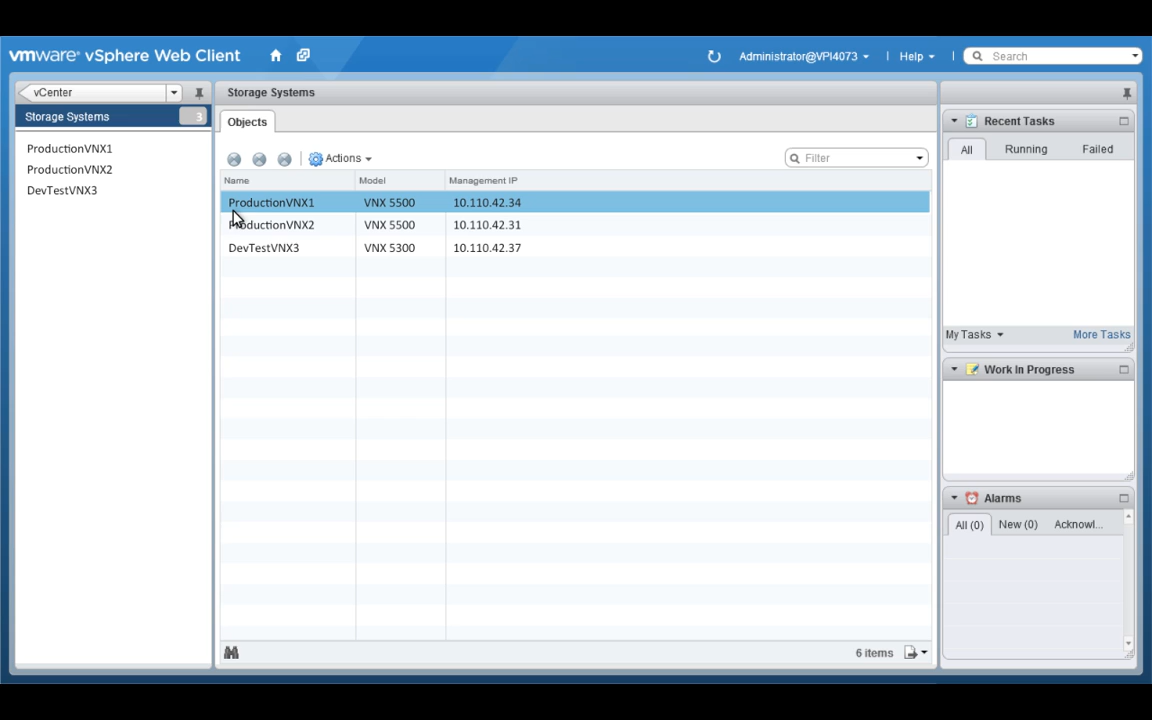 vmware® vSphere Web Client
Administrator@VPI4073
Help
Search
vCenter
Storage Systems 3
ProductionVNX1
ProductionVNX2
DevTestVNX3
Storage Systems
Objects
Actions
Filter
Name Model Management IP
ProductionVNX1 VNX 5500 10.110.42.34
ProductionVNX2 VNX 5500 10.110.42.31
DevTestVNX3 VNX 5300 10.110.42.37
6 items
Recent Tasks
All Running Failed
My Tasks More Tasks
Work In Progress
Alarms
All (0) New (0) Acknowl...